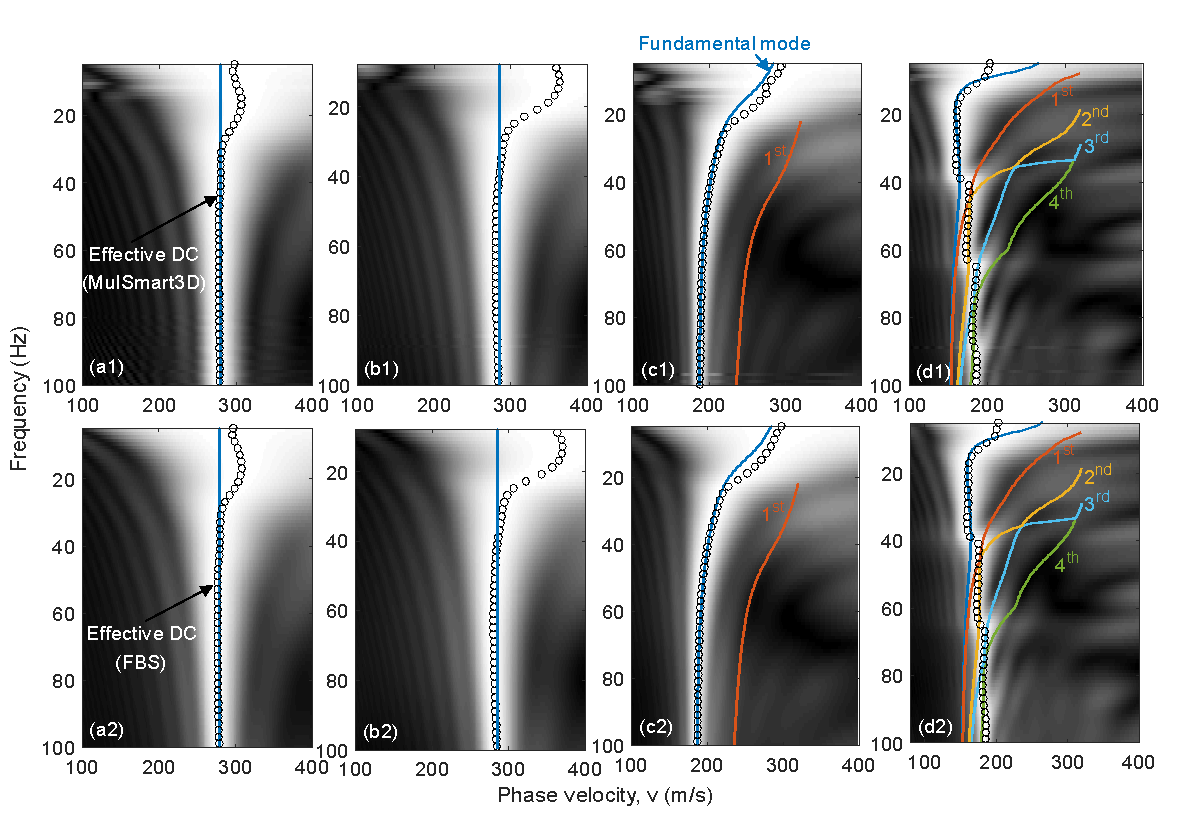 Fundamental mode
20
40
60
80
100
Effective DC
(MulSmart3D)
(a1)
100 200 300 400
20
40
60
80
100
(b1)
200 300 400
20
40
60
80
100
1st
(c1)
100 200 300 400
20
40
60
80
100
1st
2nd
3rd
4th
(d1)
100 200 300 400
Frequency (Hz)
20
40
60
80
100
Effective DC
(FBS)
(a2)
100 200 300 400
20
40
60
80
100
(b2)
100 200 300 400
20
40
60
80
100
1st
(c2)
100 200 300 400
20
40
60
80
100
1st
2nd
3rd
4th
(d2)
100 200 300 400
Phase velocity, v (m/s)